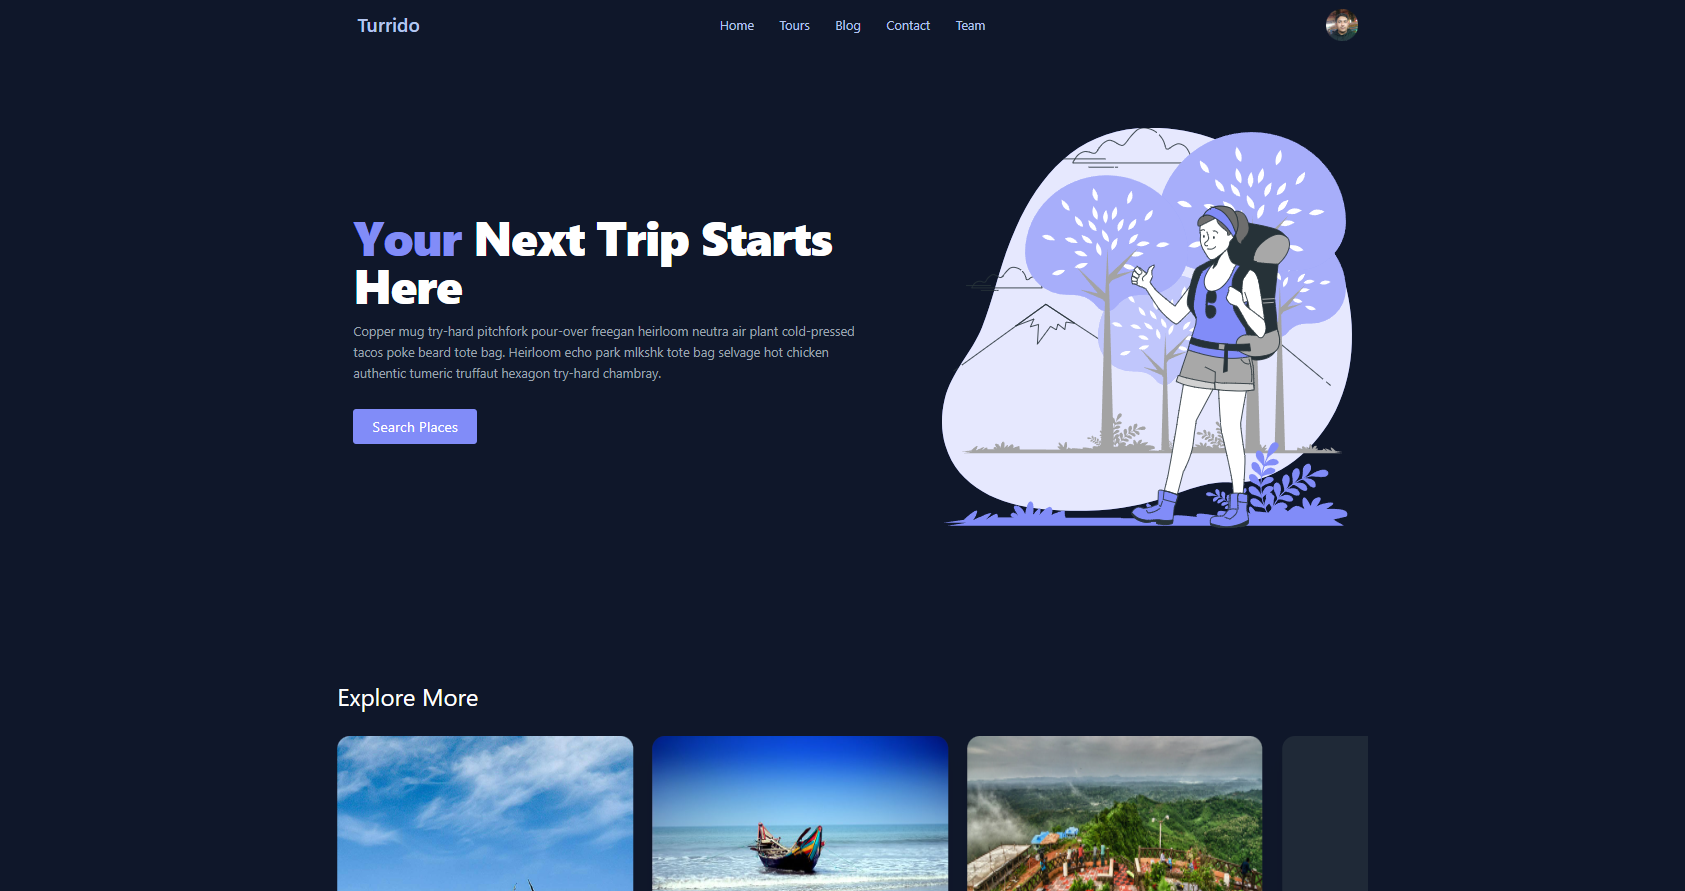 Turrido
Home Tours Blog Contact Team
Your Next Trip Starts
Here
Copper mug try-hard pitchfork pour-over freegan heirloom neutra air plant cold-pressed
tacos poke beard tote bag. Heirloom echo park mlkshk tote bag selvage hot chicken
authentic tumeric truffaut hexagon try-hard chambray.
Search Places
Explore More